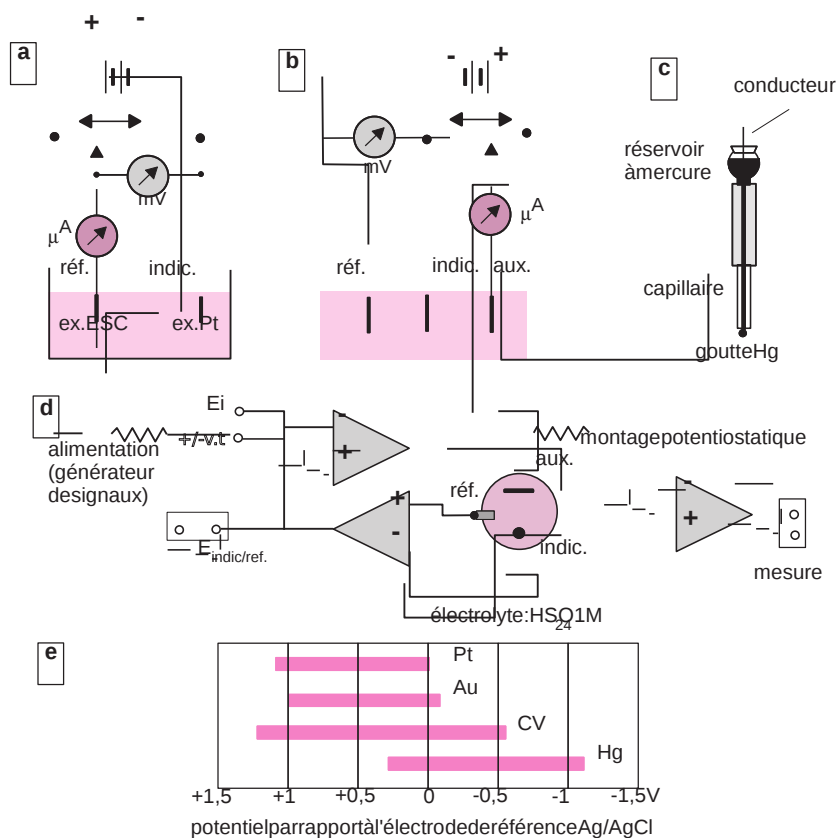 a
+ -
mV
μA
réf. indic.
ex.ESC ex.Pt
b
- +
mV
μA
réf. indic. aux.
c
conducteur
réservoir
àmercure
capillaire
goutteHg
d
Ei
+/-v.t
alimentation
(générateur
designaux)
- +
+ -
E indic/ref.
montagepotentiostatique
aux.
réf.
indic.
- +
mesure
électrolyte:HSO1M
24
e
Pt
Au
CV
Hg
+1,5 +1 +0,5 0 -0,5 -1 -1,5V
potentielparrapportàl'électrodederéférenceAg/AgCl